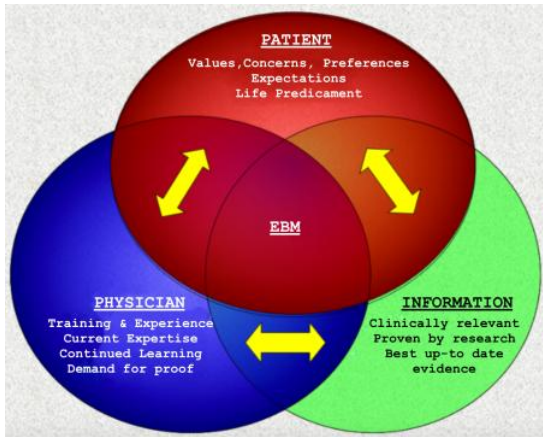 PATIENT
Values,Concerns, Preferences
Expectations
Life Predicament
EBM
PHYSICIAN
Training & Experience
Current Expertise
Continued Learning
Demand for proof
INFORMATION
Clinically relevant
Proven by research
Best up-to date
evidence